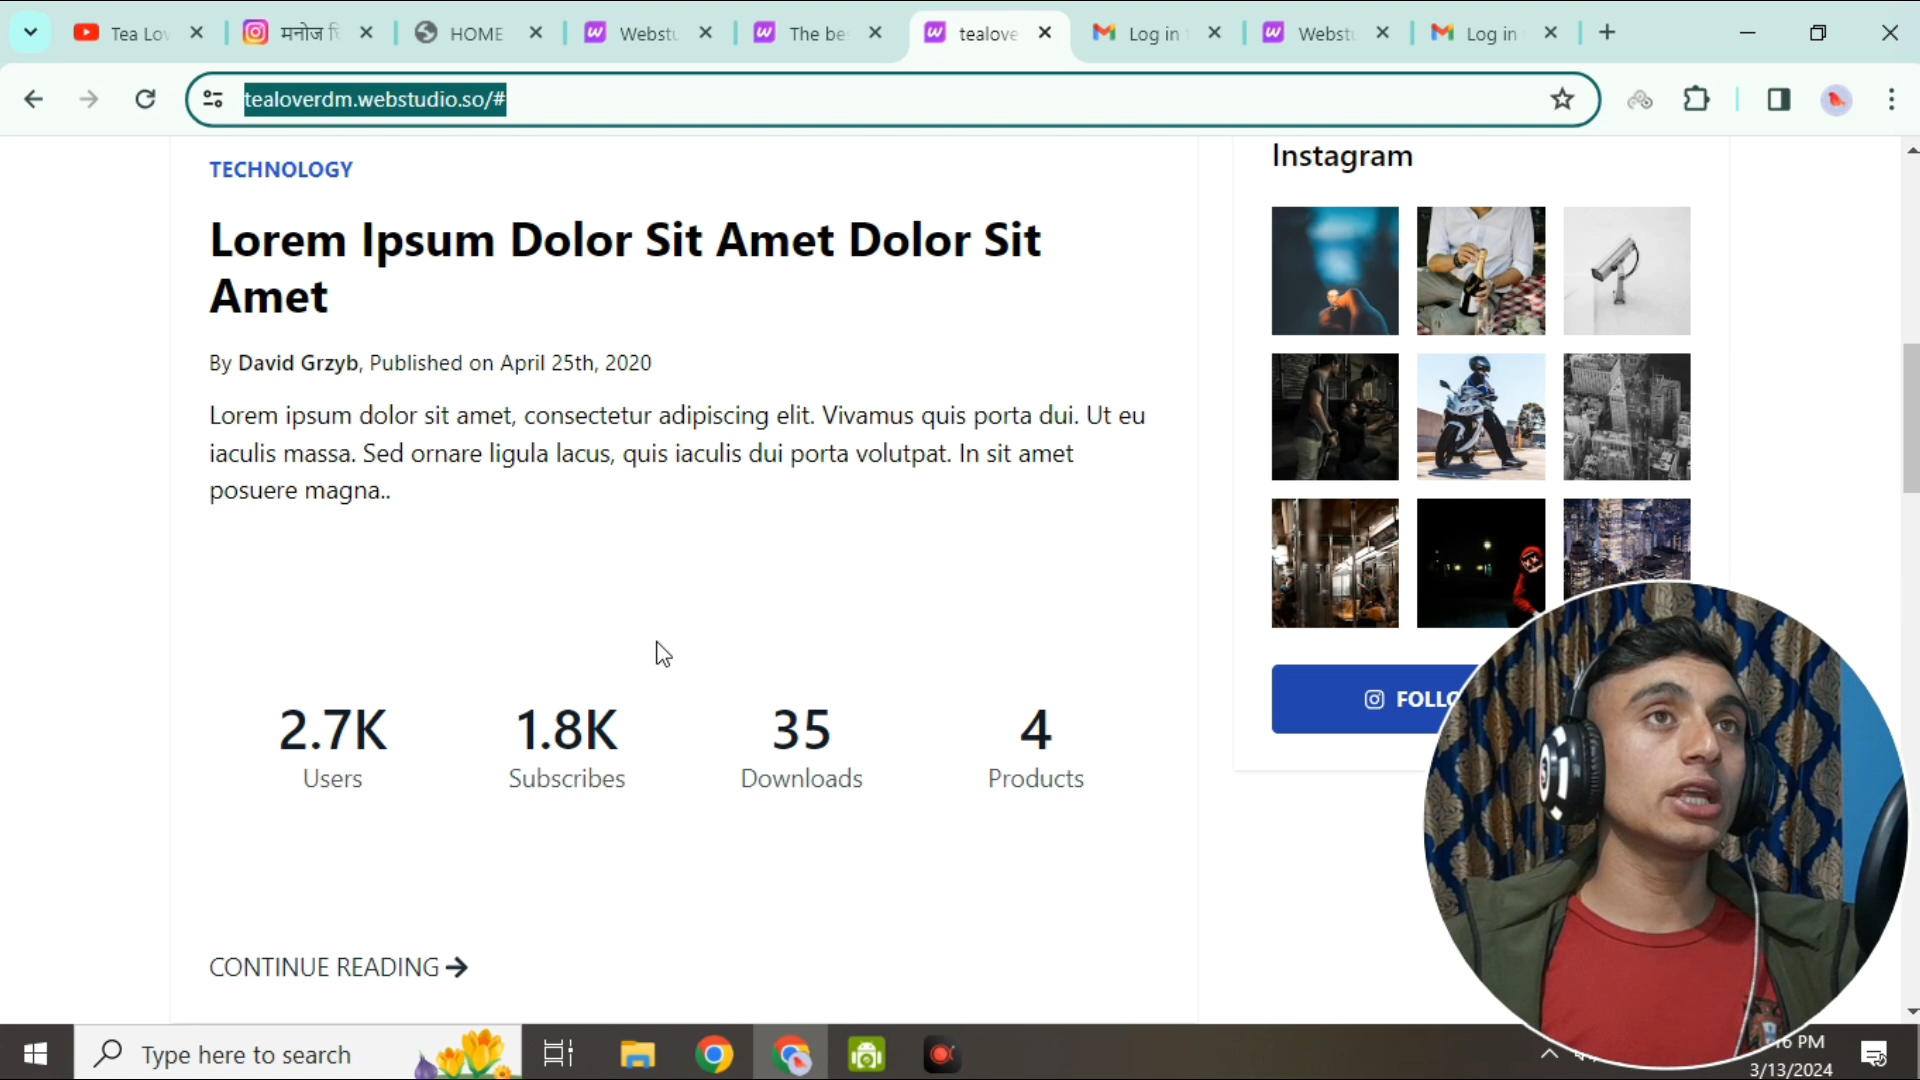 Tea Lov
मनोज
HOME
Webstu
The be
tealove
Log in
Webst
Log in
tealoverdm.webstudio.so/#
TECHNOLOGY
Instagram
Lorem Ipsum Dolor Sit Amet Dolor Sit
Amet
By David Grzyb, Published on April 25th, 2020
Lorem ipsum dolor sit amet, consectetur adipiscing elit. Vivamus quis porta dui. Ut eu
iaculis massa. Sed ornare ligula lacus, quis iaculis dui porta volutpat. In sit amet
posuere magna..
FOLLO
2.7K
Users
1.8K
Subscribes
35
Downloads
4
Products
CONTINUE READING
Type here to search
16 PM
3/13/2024